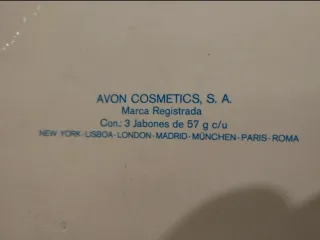 AVON COSMETICS, S. A.
Marca Registrada
Con.: 3 Jabones de 57 g c/u
NEW YORK-LISBOA-LONDON-MADRID-MÜNCHEN-PARIS-ROMA